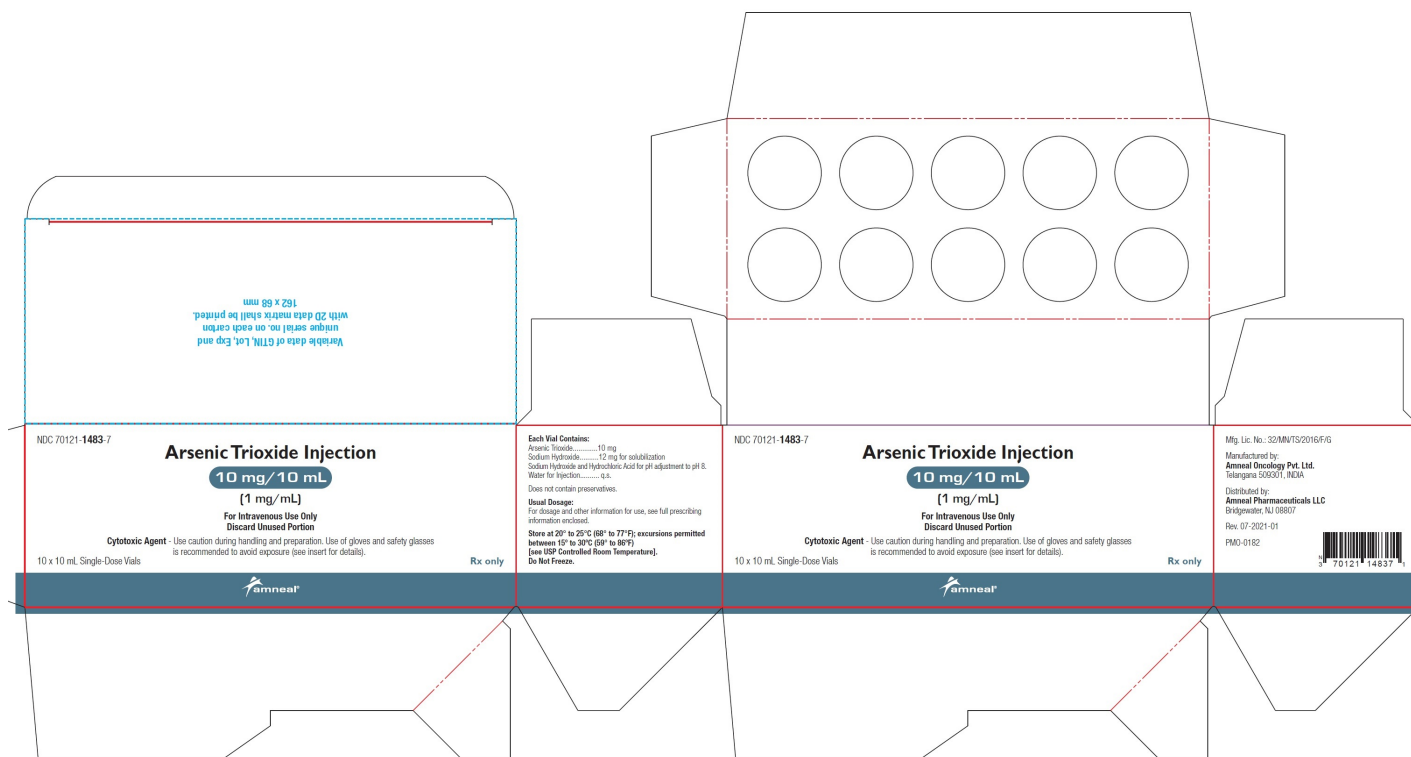 Variable data of GTIN, Lot, Exp and
unique serial no. on each carton
with 2D data matrix shall be printed.
162 x 68 mm
NDC 70121-1483-7
Arsenic Trioxide Injection
10 mg/10 mL
(1 mg/mL)
For Intravenous Use Only
Discard Unused Portion
Cytotoxic Agent - Use caution during handling and preparation. Use of gloves and safety glasses
is recommended to avoid exposure (see insert for details).
10 x 10 mL Single-Dose Vials
Rx only
amneal®
Each Vial Contains:
Arsenic Trioxide.............10 mg
Sodium Hydroxide..........12 mg for solubilization
Sodium Hydroxide and Hydrochloric Acid for pH adjustment to pH 8.
Water for Injection.......... q.s.
Does not contain preservatives.
Usual Dosage:
For dosage and other information for use, see full prescribing
information enclosed.
Store at 20° to 25°C (68° to 77°F); excursions permitted
between 15° to 30°C (59° to 86°F)
[see USP Controlled Room Temperature].
Do Not Freeze.
NDC 70121-1483-7
Arsenic Trioxide Injection
10 mg/10 mL
(1 mg/mL)
For Intravenous Use Only
Discard Unused Portion
Cytotoxic Agent - Use caution during handling and preparation. Use of gloves and safety glasses
is recommended to avoid exposure (see insert for details).
10 x 10 mL Single-Dose Vials
Rx only
amneal®
Mfg. Lic. No.: 32/MN/TS/2016/F/G
Manufactured by:
Amneal Oncology Pvt. Ltd.
Telangana 509301, INDIA
Distributed by:
Amneal Pharmaceuticals LLC
Bridgewater, NJ 08807
Rev. 07-2021-01
PMO-0182
N
3 70121 14837 1